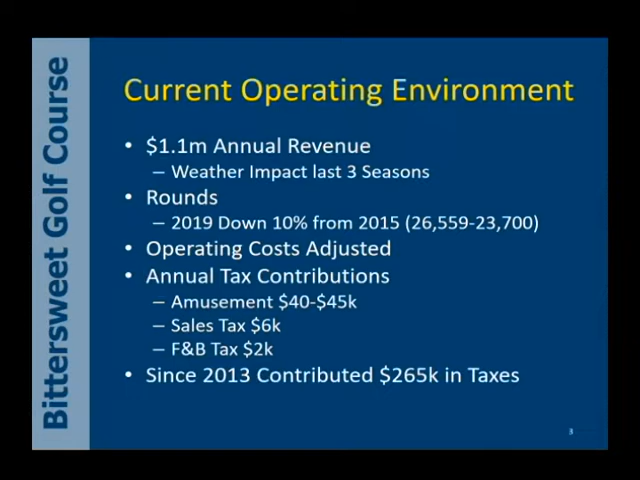 Bittersweet Golf Course
Current Operating Environment
• $1.1m Annual Revenue
– Weather Impact last 3 Seasons
• Rounds
– 2019 Down 10% from 2015 (26,559-23,700)
• Operating Costs Adjusted
• Annual Tax Contributions
– Amusement $40-$45k
– Sales Tax $6k
– F&B Tax $2k
• Since 2013 Contributed $265k in Taxes
3